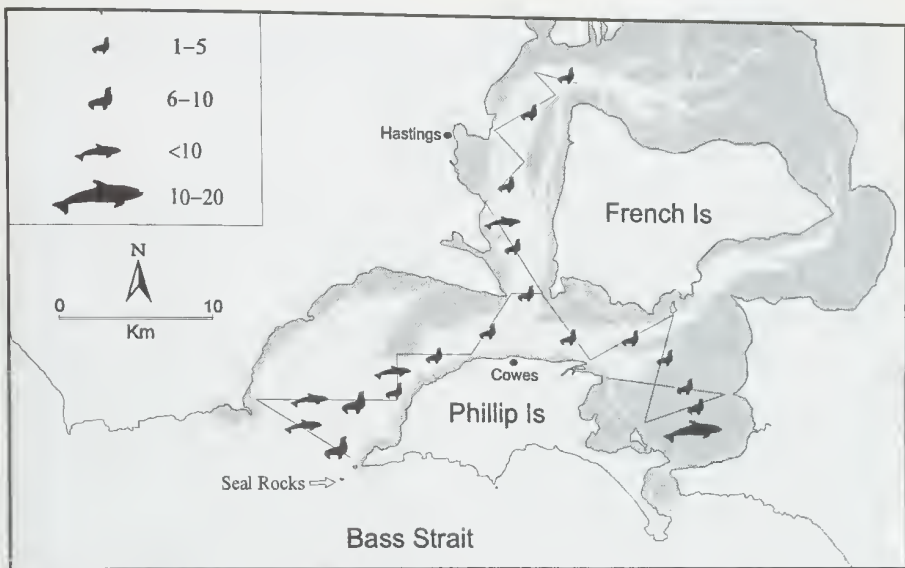 1–5
6–10
<10
10–20
N
0 10
Km
Hastings
French Is
Cowes
Phillip Is
Seal Rocks
Bass Strait